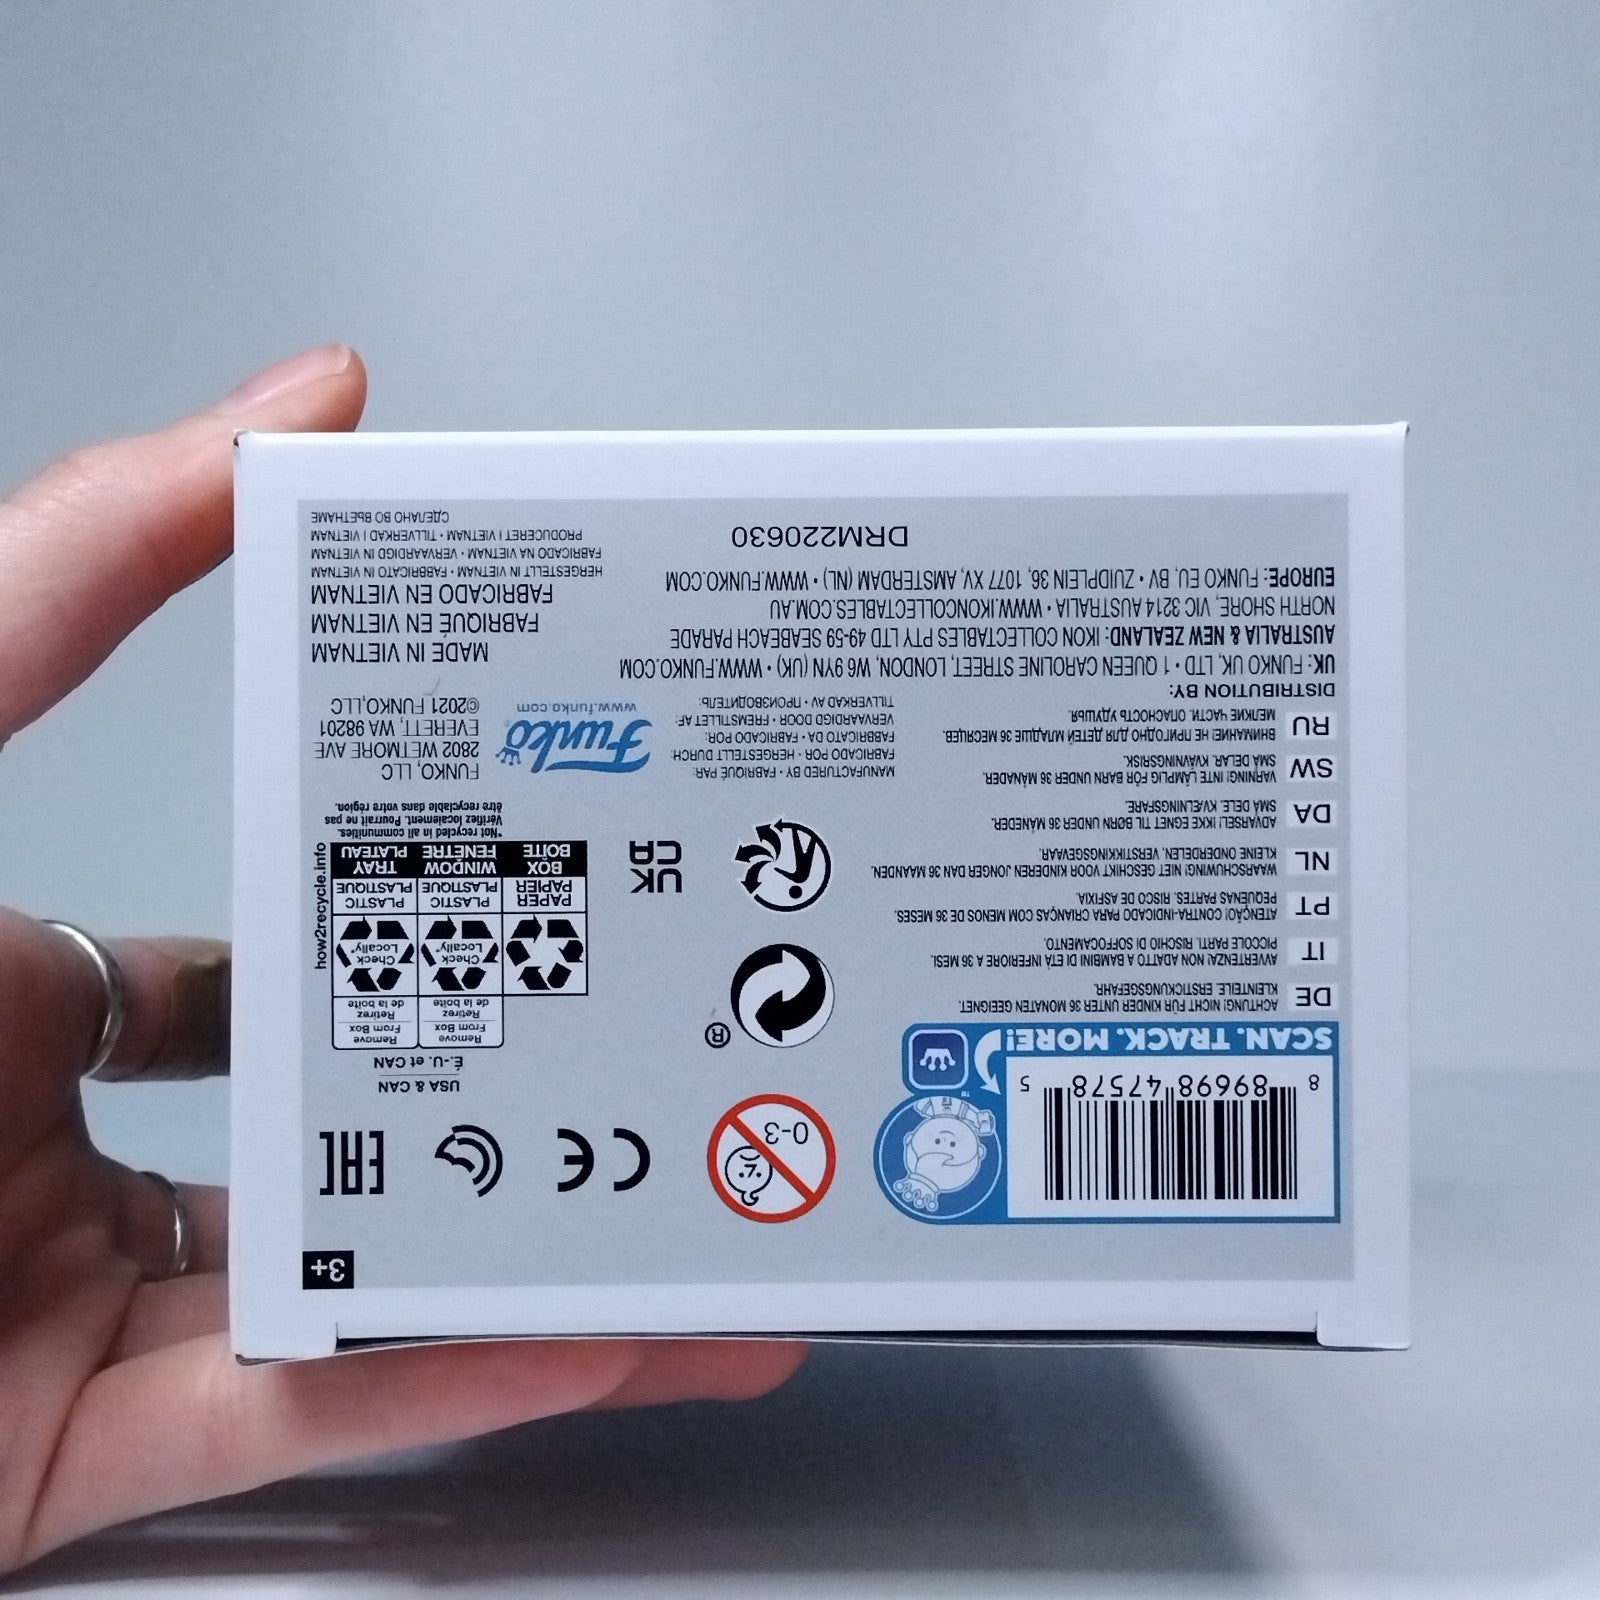 3+
8 89698 47578 5
SCAN. TRACK. MORE!
™
0-3
CE
EAC
USA & CAN
É.-U. et CAN
Remove From Box
Retirez de la boîte
Remove From Box
Retirez de la boîte
Check Locally*
Check Locally*
PAPER
PAPIER
BOX
BOÎTE
PLASTIC
PLASTIQUE
WINDOW
FENÊTRE
PLASTIC
PLASTIQUE
TRAY
PLATEAU
how2recycle.info
*Not recycled in all communities.
Vérifiez localement. Pourrait ne pas
être recyclable dans votre région.
®
UK
CA
DE ACHTUNG! NICHT FÜR KINDER UNTER 36 MONATEN GEEIGNET.
KLEINTEILE. ERSTICKUNGSGEFAHR.
IT AVVERTENZA! NON ADATTO A BAMBINI DI ETÀ INFERIORE A 36 MESI.
PICCOLE PARTI. RISCHIO DI SOFFOCAMENTO.
PT ATENÇÃO! CONTRA-INDICADO PARA CRIANÇAS COM MENOS DE 36 MESES.
PEQUENAS PARTES. RISCO DE ASFIXIA.
NL WAARSCHUWING! NIET GESCHIKT VOOR KINDEREN JONGER DAN 36 MAANDEN.
KLEINE ONDERDELEN. VERSTIKKINGSGEVAAR.
DA ADVARSEL! IKKE EGNET TIL BØRN UNDER 36 MÅNEDER.
SMÅ DELE. KVÆLNINGSFARE.
SW VARNING! INTE LÄMPLIG FÖR BARN UNDER 36 MÅNADER.
SMÅ DELAR. KVÄVNINGSRISK.
RU ВНИМАНИЕ! НЕ ПРИГОДНО ДЛЯ ДЕТЕЙ МЛАДШЕ 36 МЕСЯЦЕВ.
МЕЛКИЕ ЧАСТИ. ОПАСНОСТЬ УДУШЬЯ.
MANUFACTURED BY • FABRIQUÉ PAR:
FABRICADO POR • HERGESTELLT DURCH:
FABBRICATO DA • FABRICADO POR:
VERVAARDIGD DOOR • FREMSTILLET AF:
TILLVERKAD AV • ПРОИЗВОДИТЕЛЬ:
Funko®
www.funko.com
FUNKO, LLC
2802 WETMORE AVE
EVERETT, WA 98201
©2021 FUNKO,LLC
DISTRIBUTION BY:
UK: FUNKO UK, LTD • 1 QUEEN CAROLINE STREET, LONDON, W6 9YN (UK) • WWW.FUNKO.COM
AUSTRALIA & NEW ZEALAND: IKON COLLECTABLES PTY LTD 49-59 SEABEACH PARADE
NORTH SHORE, VIC 3214 AUSTRALIA • WWW.IKONCOLLECTABLES.COM.AU
EUROPE: FUNKO EU, BV • ZUIDPLEIN 36, 1077 XV, AMSTERDAM (NL) • WWW.FUNKO.COM
DRM220630
MADE IN VIETNAM
FABRIQUÉ EN VIETNAM
FABRICADO EN VIETNAM
HERGESTELLT IN VIETNAM • FABBRICATO IN VIETNAM
FABRICADO NA VIETNAM • VERVAARDIGD IN VIETNAM
PRODUCERET I VIETNAM • TILLVERKAD I VIETNAM
СДЕЛАНО ВО ВЬЕТНАМЕ